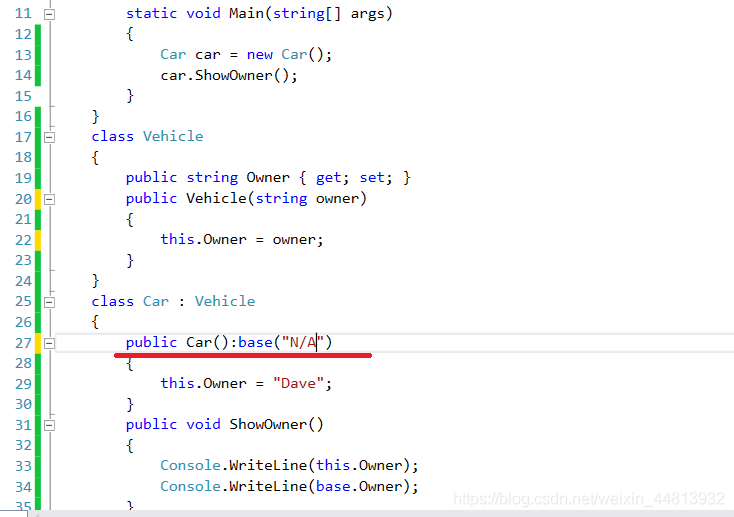 11 static void Main(string[] args)
12 {
13 Car car = new Car();
14 car.ShowOwner();
15 }
16 }
17 class Vehicle
18 {
19 public string Owner { get; set; }
20 public Vehicle(string owner)
21 {
22 this.Owner = owner;
23 }
24 }
25 class Car : Vehicle
26 {
27 public Car():base("N/A")
28 {
29 this.Owner = "Dave";
30 }
31 public void ShowOwner()
32 {
33 Console.WriteLine(this.Owner);
34 Console.WriteLine(base.Owner);
35 }
https://blog.csdn.net/weixin_44813932